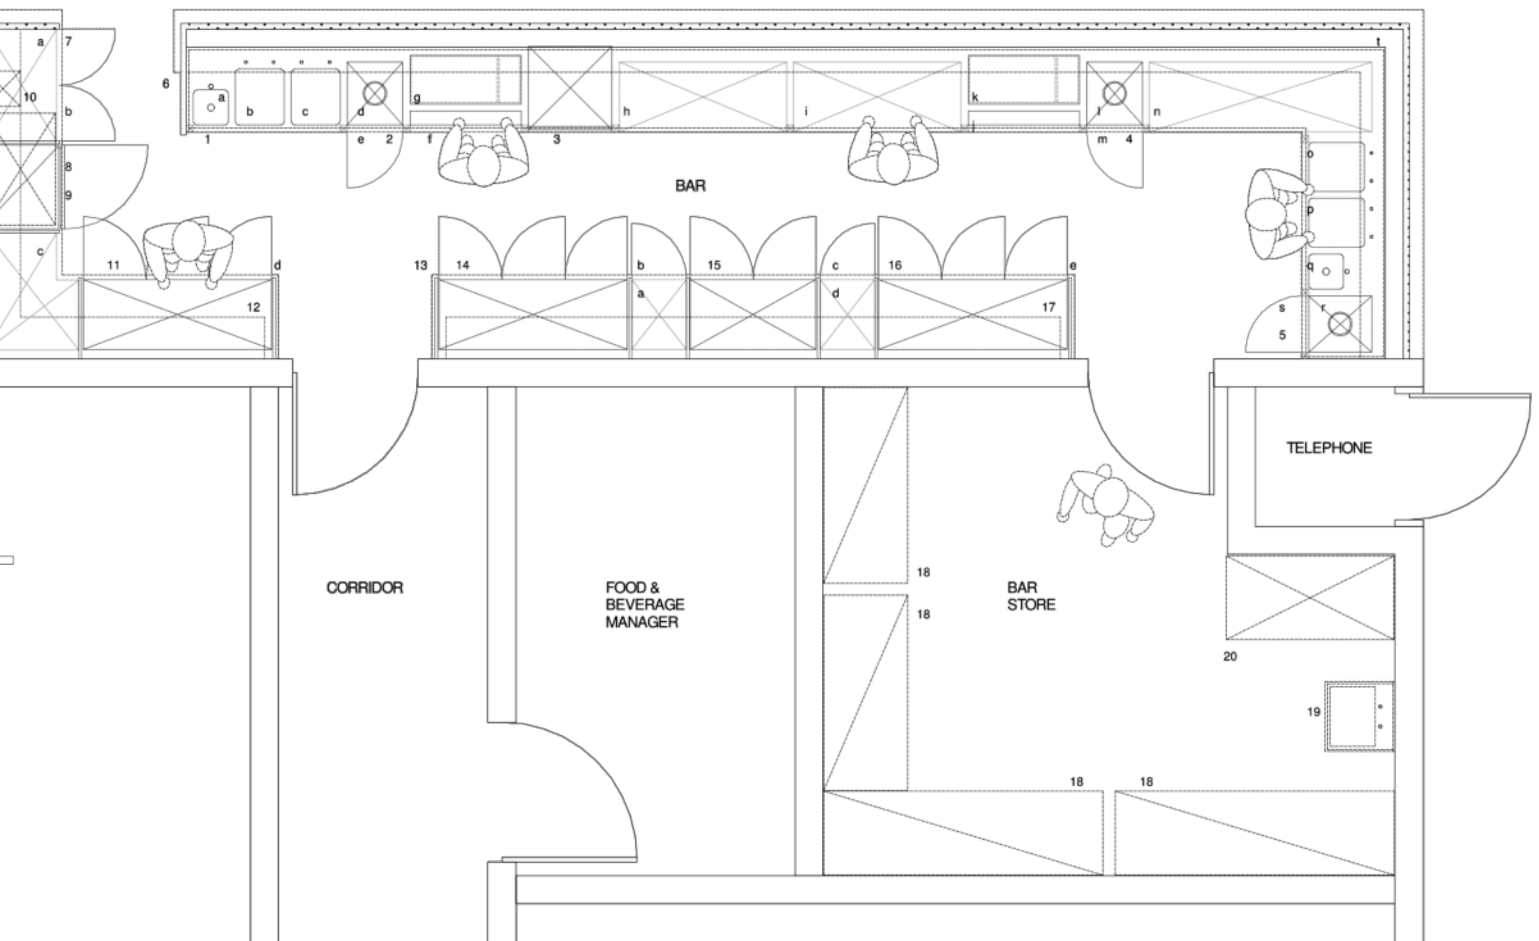 a 7
t
6
10
a
g
k
b
b
c
d
h
i
l
n
1
e 2
f
3
j
m 4
o
8
BAR
9
p
c
11
d
13
14
b
15
c
16
e
q
a
d
12
17
s
r
5
TELEPHONE
18
CORRIDOR
FOOD &
BEVERAGE
MANAGER
BAR
STORE
18
20
19
18
18